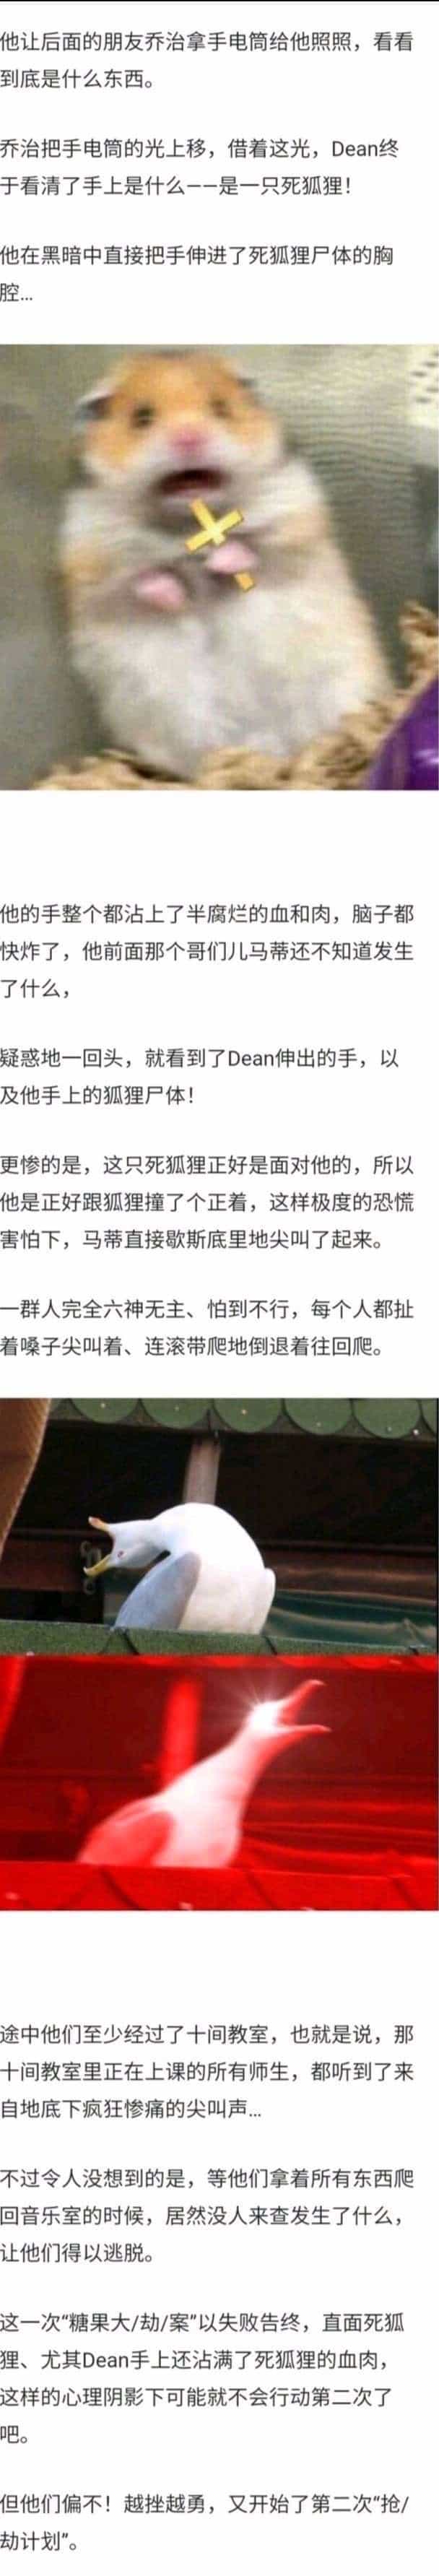 他让后面的朋友乔治拿手电筒给他照照，看看
到底是什么东西。
乔治把手电筒的光上移，借着这光，Dean终
于看清了手上是什么——是一只死狐狸！
他在黑暗中直接把手伸进了死狐狸尸体的胸
腔...
他的手整个都沾上了半腐烂的血和肉，脑子都
快炸了，他前面那个哥们儿马蒂还不知道发生
了什么，
疑惑地一回头，就看到了Dean伸出的手，以
及他手上的狐狸尸体！
更惨的是，这只死狐狸正好是面对他的，所以
他是正好跟狐狸撞了个正着，这样极度的恐慌
害怕下，马蒂直接歇斯底里地尖叫了起来。
一群人完全六神无主、怕到不行，每个人都扯
着嗓子尖叫着、连滚带爬地倒退着往回爬。
途中他们至少经过了十间教室，也就是说，那
十间教室里正在上课的所有师生，都听到了来
自地底下疯狂惨痛的尖叫声...
不过令人没想到的是，等他们拿着所有东西爬
回音乐室的时候，居然没人来查发生了什么，
让他们得以逃脱。
这一次“糖果大/劫/案”以失败告终，直面死狐
狸、尤其Dean手上还沾满了死狐狸的血肉，
这样的心理阴影下可能就不会行动第二次了
吧。
但他们偏不！越挫越勇，又开始了第二次“抢/
劫计划”。